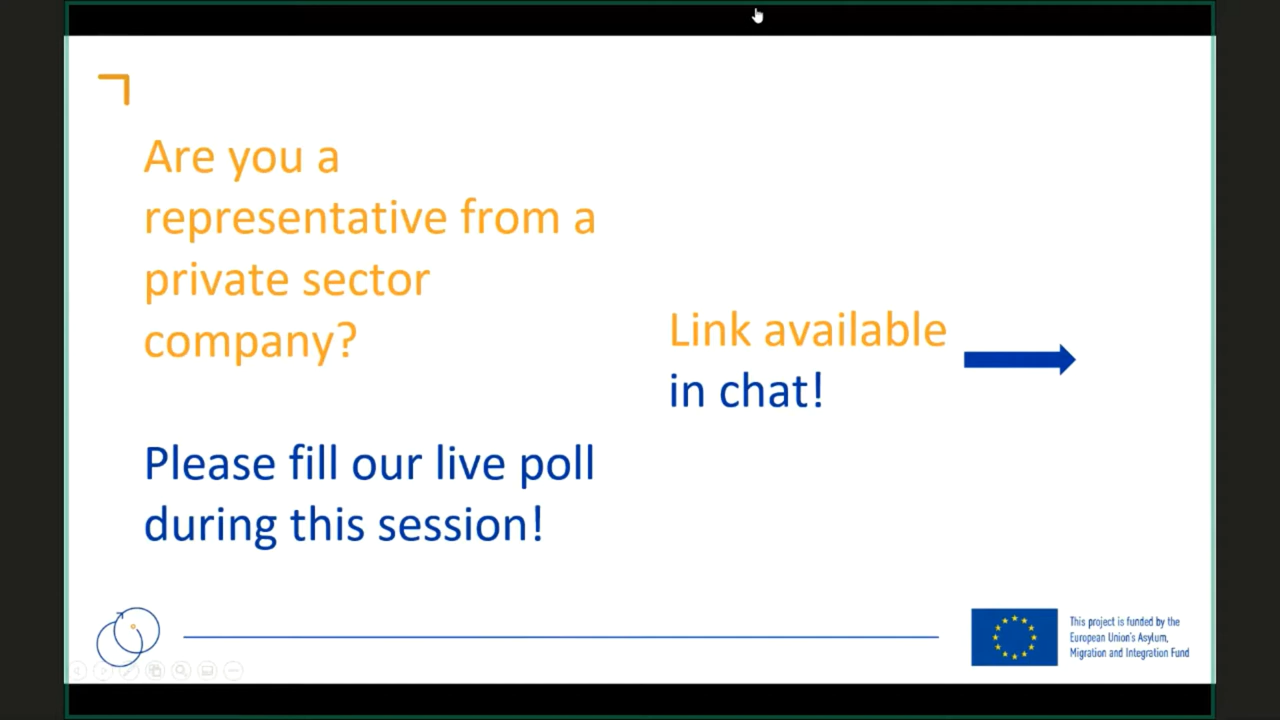 Are you a
representative from a
private sector
company?
Please fill our live poll
during this session!
Link available
in chat!
This project is funded by the
European Union's Asylum,
Migration and Integration Fund